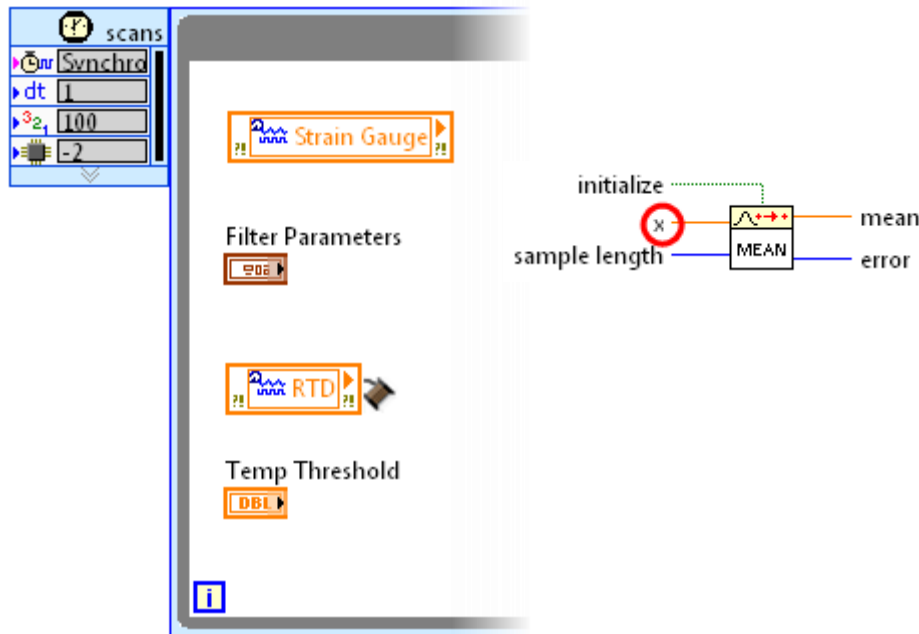 scans
Synchro
dt 1
321 100
-2
?! Strain Gauge ?!
Filter Parameters
?! RTD ?!
Temp Threshold
DBL
i
initialize
x
sample length
MEAN
mean
error